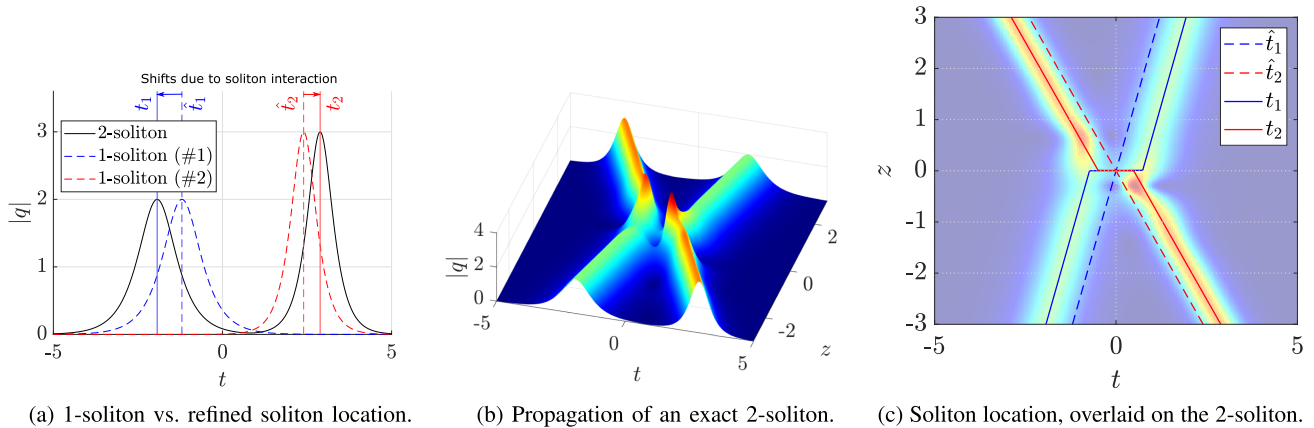 Shifts due to soliton interaction
t₁ t̂₁ t̂₂ t₂
2-soliton
1-soliton (#1)
1-soliton (#2)
|q|
3
2
1
0
-5 0 5
t
(a) 1-soliton vs. refined soliton location.
|q|
4
2
0
-5 0 5
t
2
0
-2
z
(b) Propagation of an exact 2-soliton.
z
3
2
1
0
-1
-2
-3
-5 0 5
t
t̂₁
t̂₂
t₁
t₂
(c) Soliton location, overlaid on the 2-soliton.